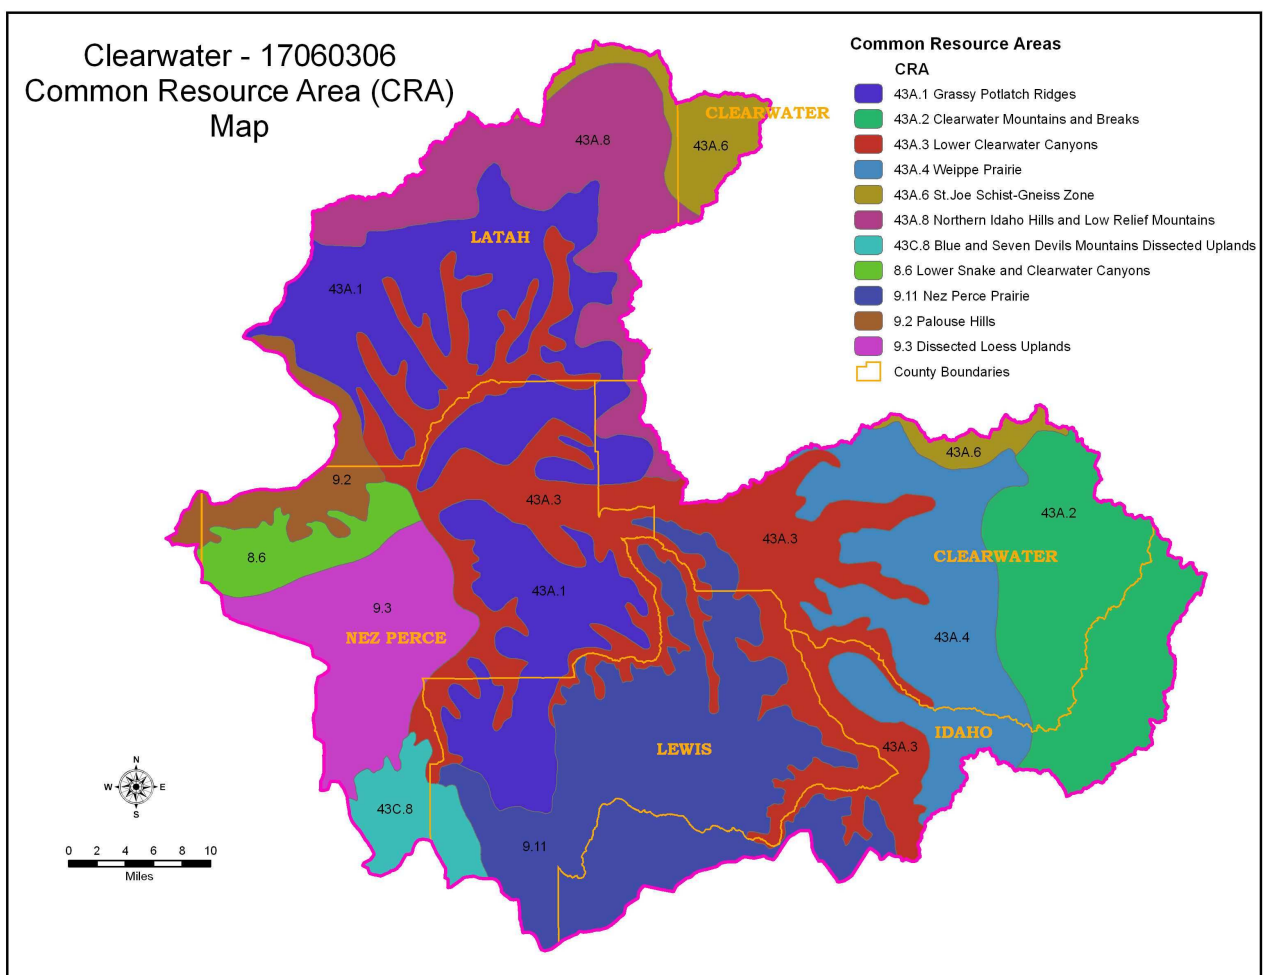 Clearwater - 17060306
Common Resource Area (CRA)
Map
Common Resource Areas
CRA
43A.1 Grassy Potlatch Ridges
43A.2 Clearwater Mountains and Breaks
43A.3 Lower Clearwater Canyons
43A.4 Weippe Prairie
43A.6 St.Joe Schist-Gneiss Zone
43A.8 Northern Idaho Hills and Low Relief Mountains
43C.8 Blue and Seven Devils Mountains Dissected Uplands
8.6 Lower Snake and Clearwater Canyons
9.11 Nez Perce Prairie
9.2 Palouse Hills
9.3 Dissected Loess Uplands
County Boundaries
CLEARWATER
43A.8
43A.6
LATAH
43A.1
43A.6
9.2
43A.3
43A.2
43A.3
8.6
CLEARWATER
43A.1
9.3
NEZ PERCE
43A.4
IDAHO
LEWIS
43A.3
43C.8
9.11
N
W
E
S
0 2 4 6 8 10
Miles